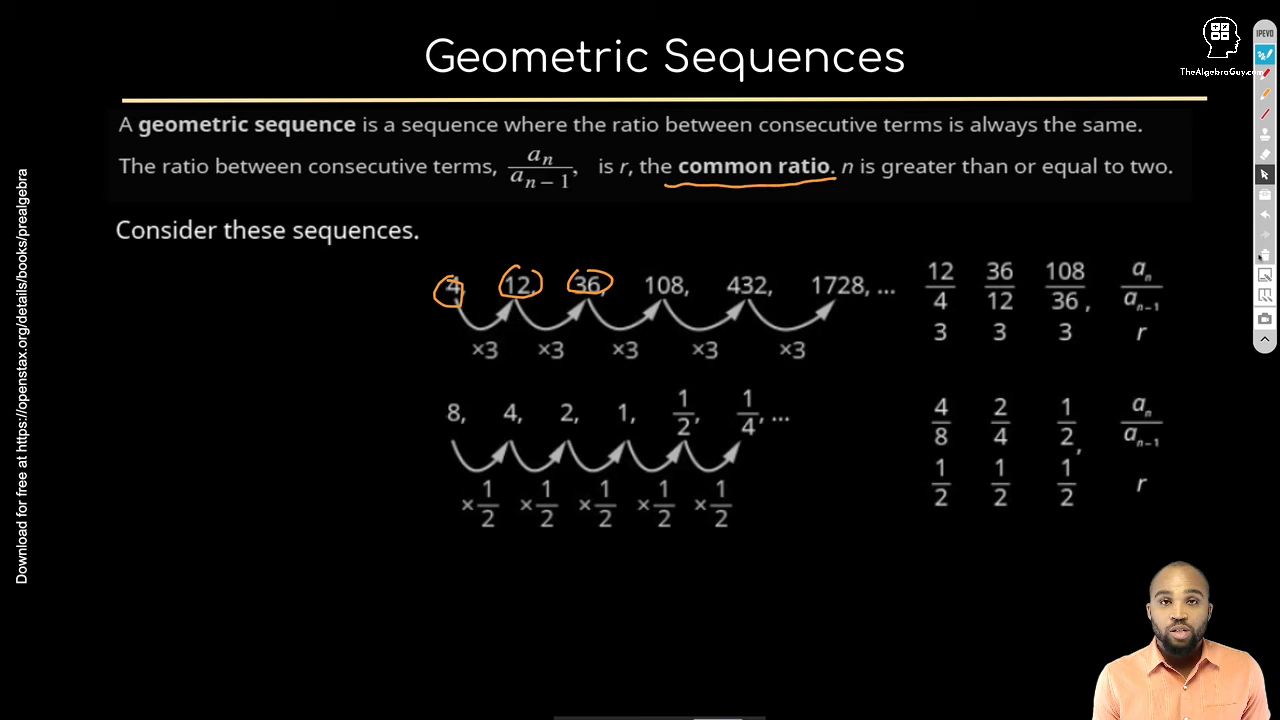 Geometric Sequences
TheAlgebraGuy.com
IPEVO
A geometric sequence is a sequence where the ratio between consecutive terms is always the same.
The ratio between consecutive terms, aₙ/aₙ₋₁, is r, the common ratio. n is greater than or equal to two.
Consider these sequences.
4, 12, 36, 108, 432, 1728, ... 12/4 36/12 108/36, aₙ/aₙ₋₁
×3 ×3 ×3 ×3 ×3 3 3 3 r
8, 4, 2, 1, 1/2, 1/4, ... 4/8 2/4 1/2, aₙ/aₙ₋₁
×1/2 ×1/2 ×1/2 ×1/2 ×1/2 1/2 1/2 1/2 r
Download for free at https://openstax.org/details/books/prealgebra